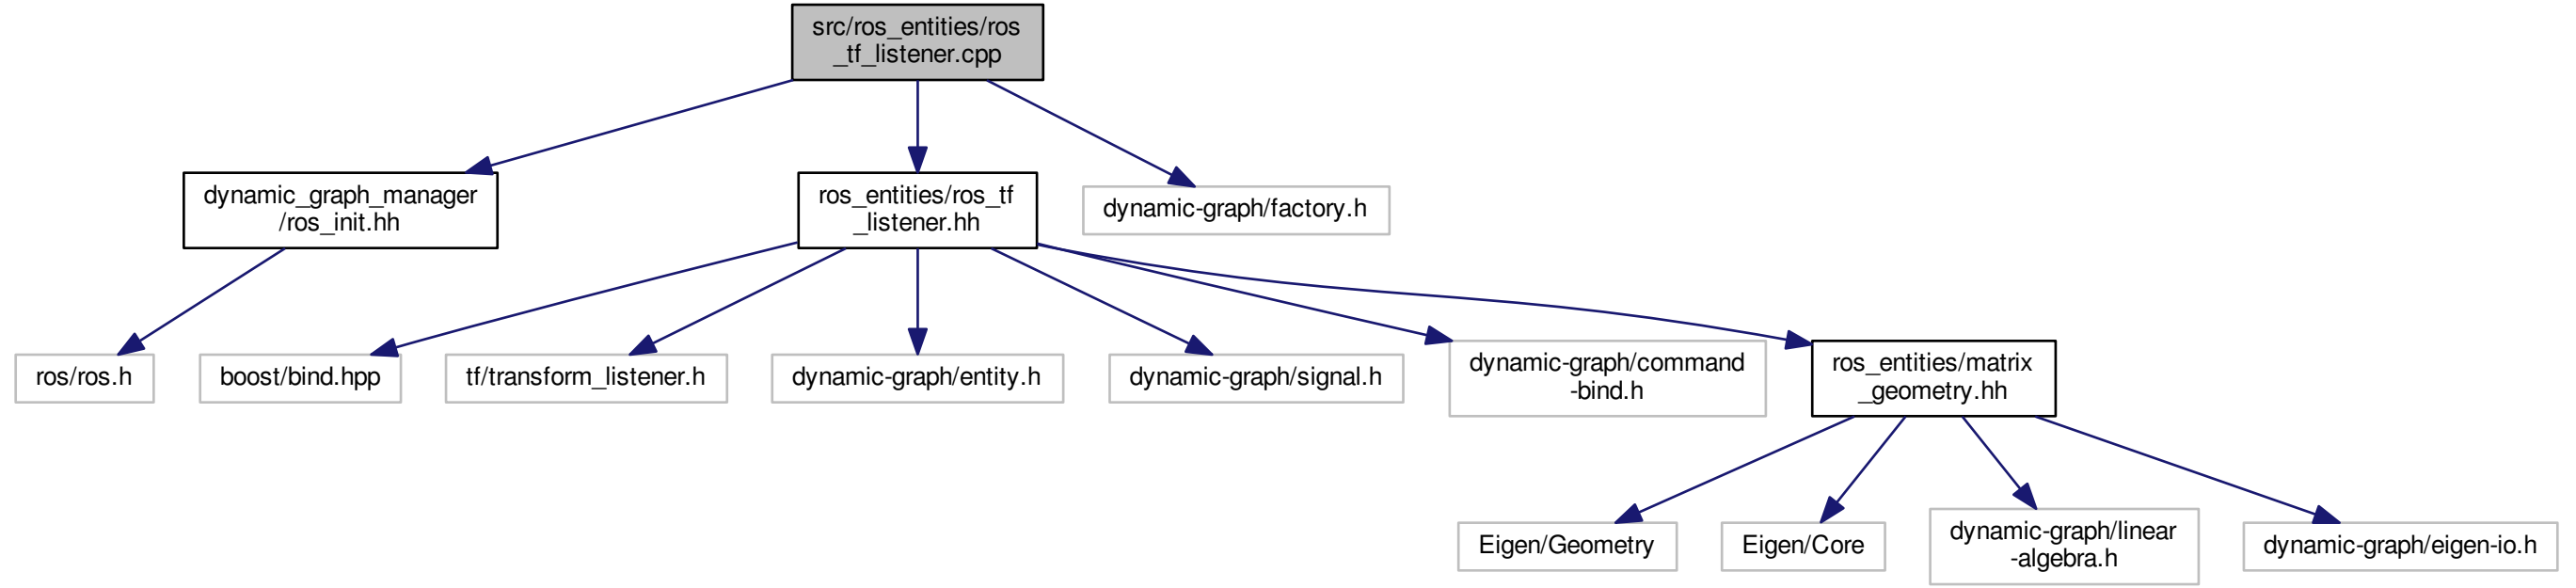 src/ros_entities/ros
_tf_listener.cpp
dynamic_graph_manager
/ros_init.hh
ros_entities/ros_tf
_listener.hh
dynamic-graph/factory.h
ros/ros.h
boost/bind.hpp
tf/transform_listener.h
dynamic-graph/entity.h
dynamic-graph/signal.h
dynamic-graph/command
-bind.h
ros_entities/matrix
_geometry.hh
Eigen/Geometry
Eigen/Core
dynamic-graph/linear
-algebra.h
dynamic-graph/eigen-io.h